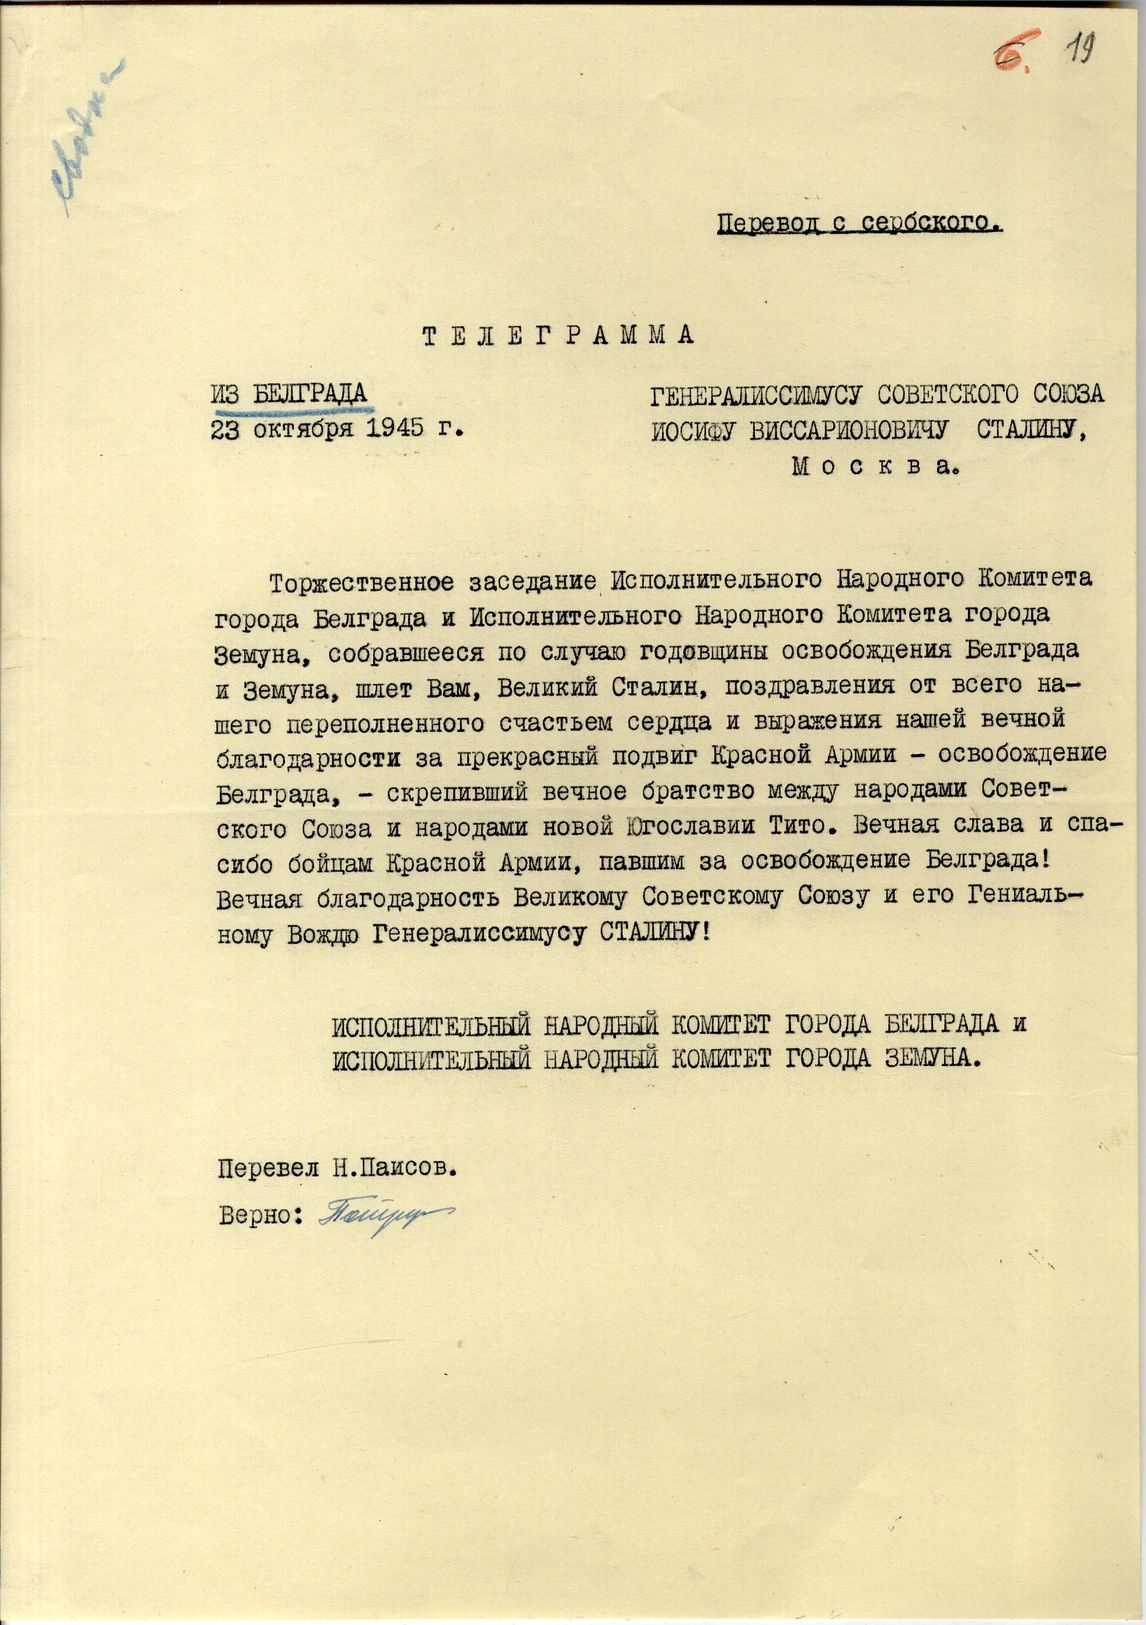 6. 19
Сводка
Перевод с сербского.
ТЕЛЕГРАММА
ИЗ БЕЛГРАДА
23 октября 1945 г.
ГЕНЕРАЛИССИМУСУ СОВЕТСКОГО СОЮЗА
ИОСИФУ ВИССАРИОНОВИЧУ СТАЛИНУ,
Москва.
Торжественное заседание Исполнительного Народного Комитета
города Белграда и Исполнительного Народного Комитета города
Земуна, собравшееся по случаю годовщины освобождения Белграда
и Земуна, шлет Вам, Великий Сталин, поздравления от всего на-
шего переполненного счастьем сердца и выражения нашей вечной
благодарности за прекрасный подвиг Красной Армии - освобождение
Белграда, - скрепивший вечное братство между народами Совет-
ского Союза и народами новой Югославии Тито. Вечная слава и спа-
сибо бойцам Красной Армии, павшим за освобождение Белграда!
Вечная благодарность Великому Советскому Союзу и его Гениаль-
ному Вождю Генералиссимусу СТАЛИНУ!
ИСПОЛНИТЕЛЬНЫЙ НАРОДНЫЙ КОМИТЕТ ГОРОДА БЕЛГРАДА и
ИСПОЛНИТЕЛЬНЫЙ НАРОДНЫЙ КОМИТЕТ ГОРОДА ЗЕМУНА.
Перевел Н.Паисов.
Верно: